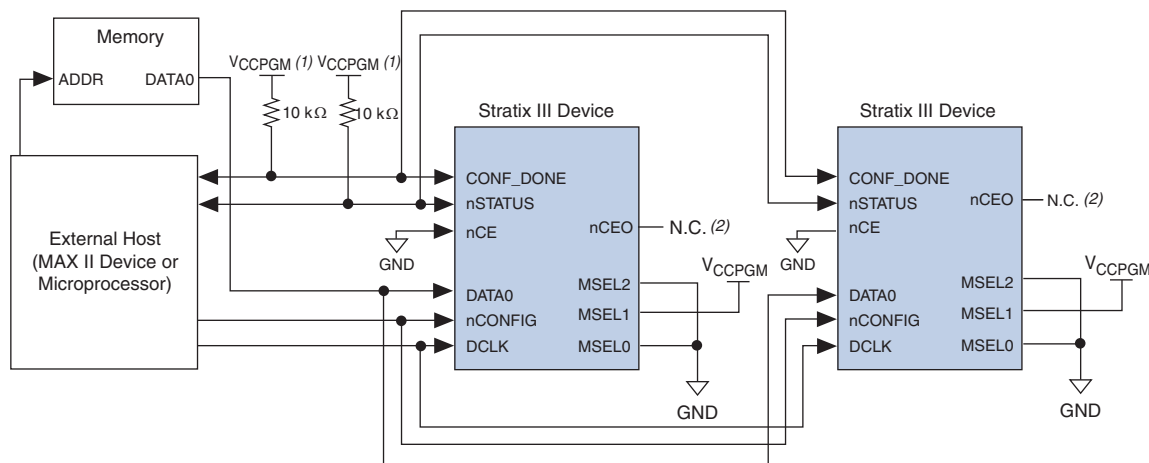 Memory
ADDR DATA0
VCCPGM (1) VCCPGM (1)
10 kΩ 10 kΩ
Stratix III Device
Stratix III Device
External Host
(MAX II Device or
Microprocessor)
CONF_DONE
nSTATUS
nCE
nCEO
N.C. (2)
GND
DATA0
nCONFIG
DCLK
MSEL2
MSEL1
MSEL0
VCCPGM
GND
CONF_DONE
nSTATUS
nCE
nCEO
N.C. (2)
GND
DATA0
nCONFIG
DCLK
MSEL2
MSEL1
MSEL0
VCCPGM
GND